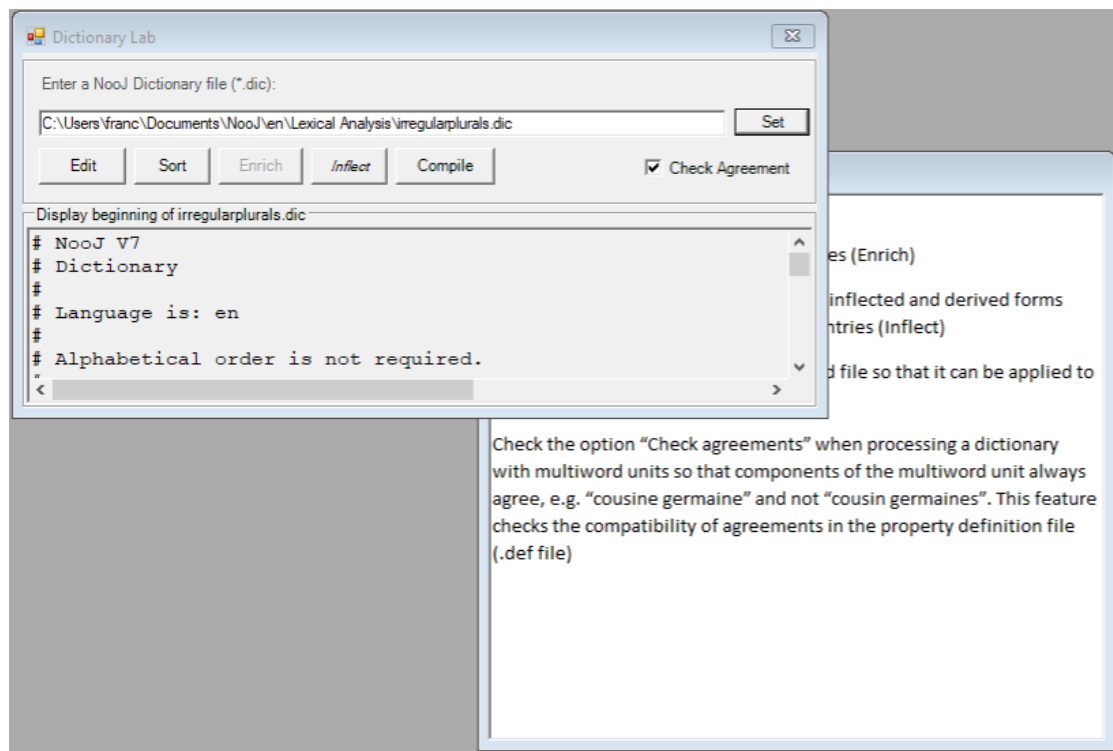 Dictionary Lab
Enter a NooJ Dictionary file (*.dic):
C:\Users\franc\Documents\NooJ\en\Lexical Analysis\irregularplurals.dic
Set
Edit Sort Enrich Inflect Compile Check Agreement
Display beginning of irregularplurals.dic
# NooJ V7
# Dictionary
#
# Language is: en
#
# Alphabetical order is not required.
es (Enrich)
inflected and derived forms
ntries (Inflect)
d file so that it can be applied to
Check the option “Check agreements” when processing a dictionary
with multiword units so that components of the multiword unit always
agree, e.g. “cousine germaine” and not “cousin germaines”. This feature
checks the compatibility of agreements in the property definition file
(.def file)